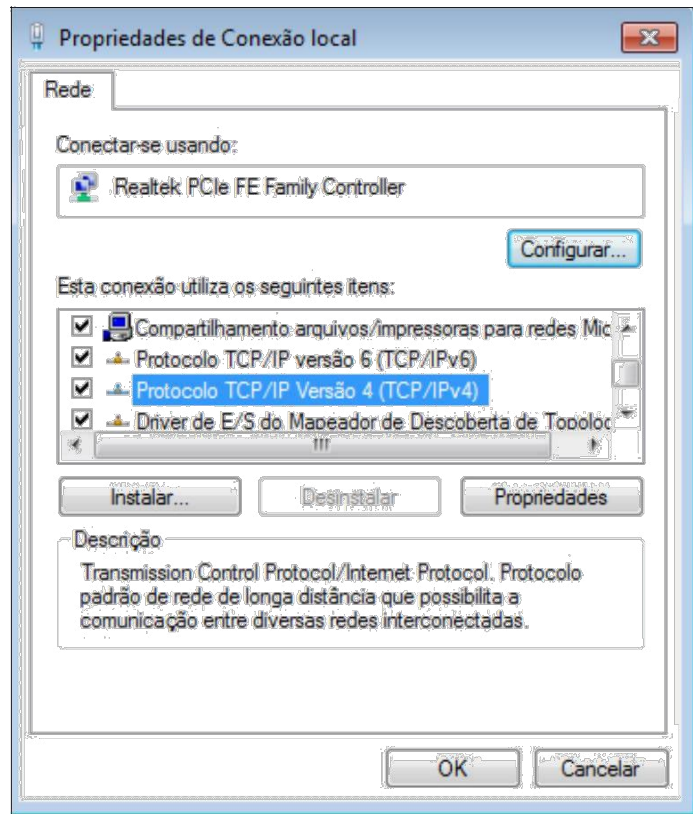 Propriedades de Conexão local
Rede
Conectar-se usando:
Realtek PCIe FE Family Controller
Configurar...
Esta conexão utiliza os seguintes itens:
Compartilhamento arquivos/impressoras para redes Mic
Protocolo TCP/IP versão 6 (TCP/IPv6)
Protocolo TCP/IP Versão 4 (TCP/IPv4)
Driver de E/S do Mapeador de Descoberta de Topoloc
Instalar...
Desinstalar
Propriedades
Descrição
Transmission Control Protocol/Internet Protocol. Protocolo
padrão de rede de longa distância que possibilita a
comunicação entre diversas redes interconectadas.
OK
Cancelar